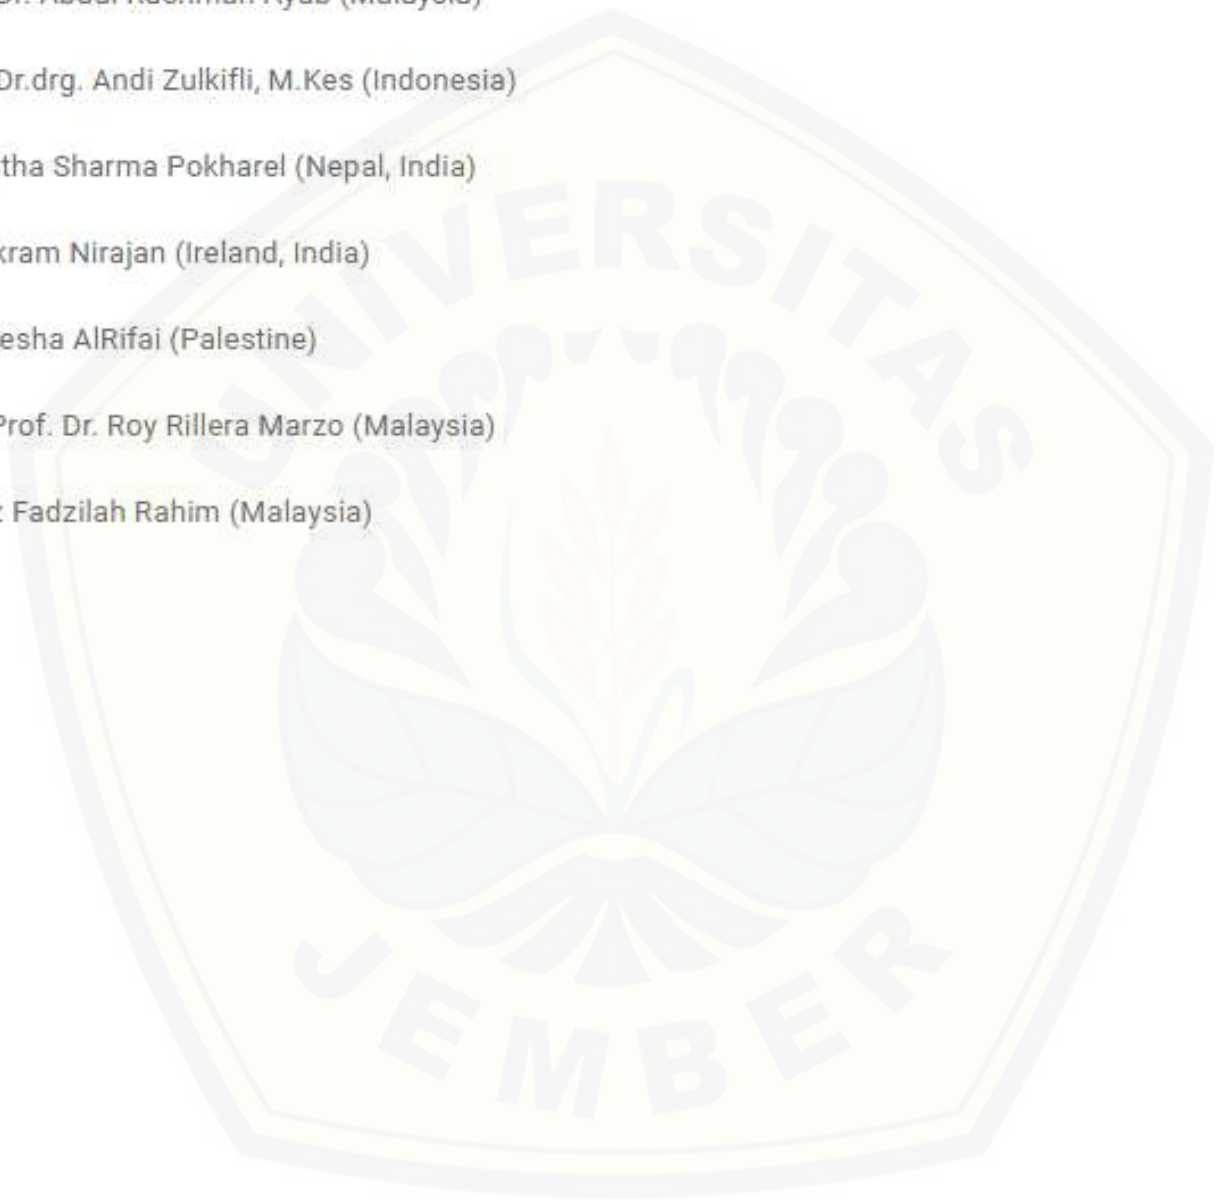 Dr.drg. Andi Zulkifli, M.Kes (Indonesia)
tha Sharma Pokharel (Nepal, India)
kram Nirajan (Ireland, India)
esha AlRifai (Palestine)
Prof. Dr. Roy Rillera Marzo (Malaysia)
Fadzilah Rahim (Malaysia)
UNIVERSITAS
JEMBER